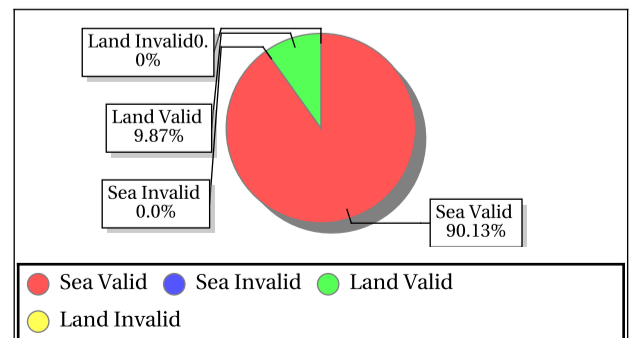 Land Invalid0.
0%
Land Valid
9.87%
Sea Invalid
0.0%
Sea Valid
90.13%
Sea Valid
Sea Invalid
Land Valid
Land Invalid